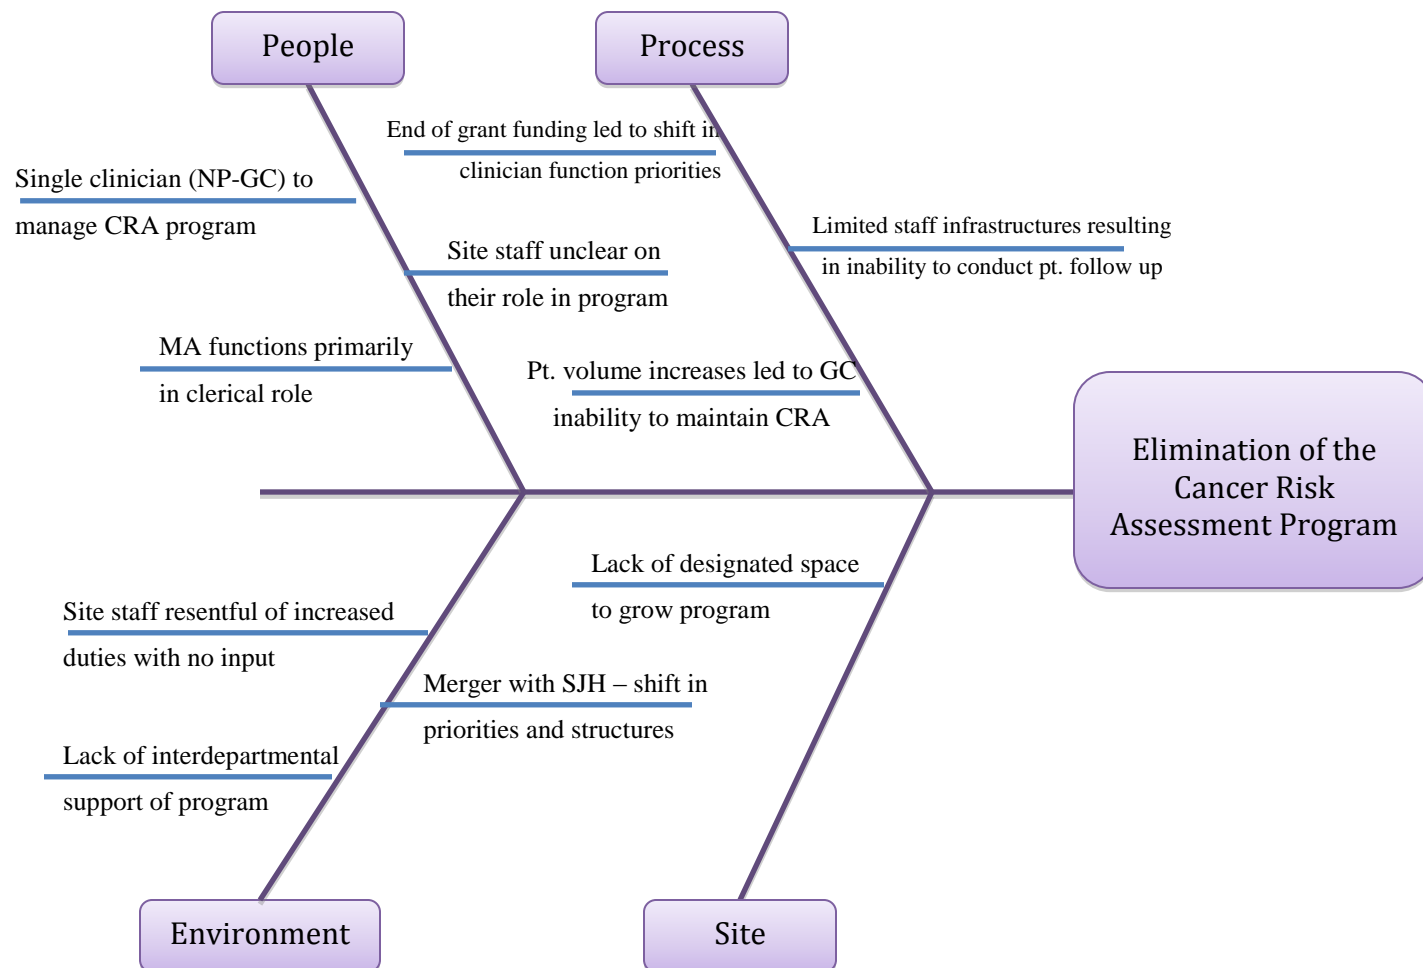 People
Process
End of grant funding led to shift in
clinician function priorities
Single clinician (NP-GC) to
manage CRA program
Limited staff infrastructures resulting
in inability to conduct pt. follow up
Site staff unclear on
their role in program
MA functions primarily
in clerical role
Pt. volume increases led to GC
inability to maintain CRA
Elimination of the
Cancer Risk
Assessment Program
Lack of designated space
to grow program
Site staff resentful of increased
duties with no input
Merger with SJH – shift in
priorities and structures
Lack of interdepartmental
support of program
Environment
Site